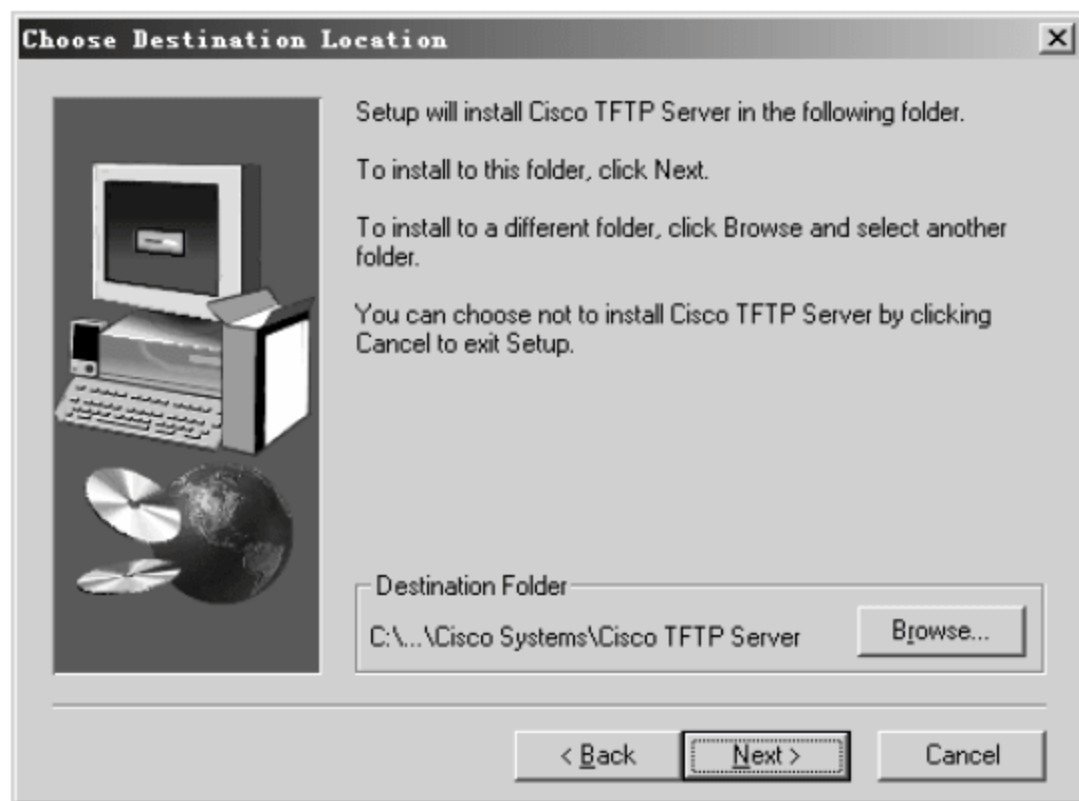 Choose Destination Location
Setup will install Cisco TFTP Server in the following folder.
To install to this folder, click Next.
To install to a different folder, click Browse and select another
folder.
You can choose not to install Cisco TFTP Server by clicking
Cancel to exit Setup.
Destination Folder
C:\...\Cisco Systems\Cisco TFTP Server
Browse...
< Back
Next >
Cancel